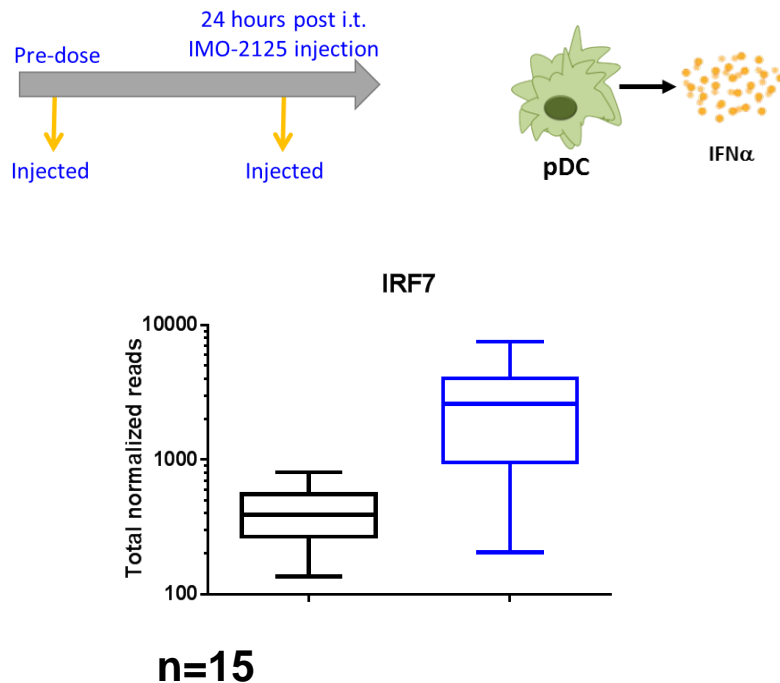 24 hours post i.t.
Pre-dose IMO-2125 injection
Injected Injected
pDC
IFNα
IRF7
Total normalized reads
10000
1000
100
n=15